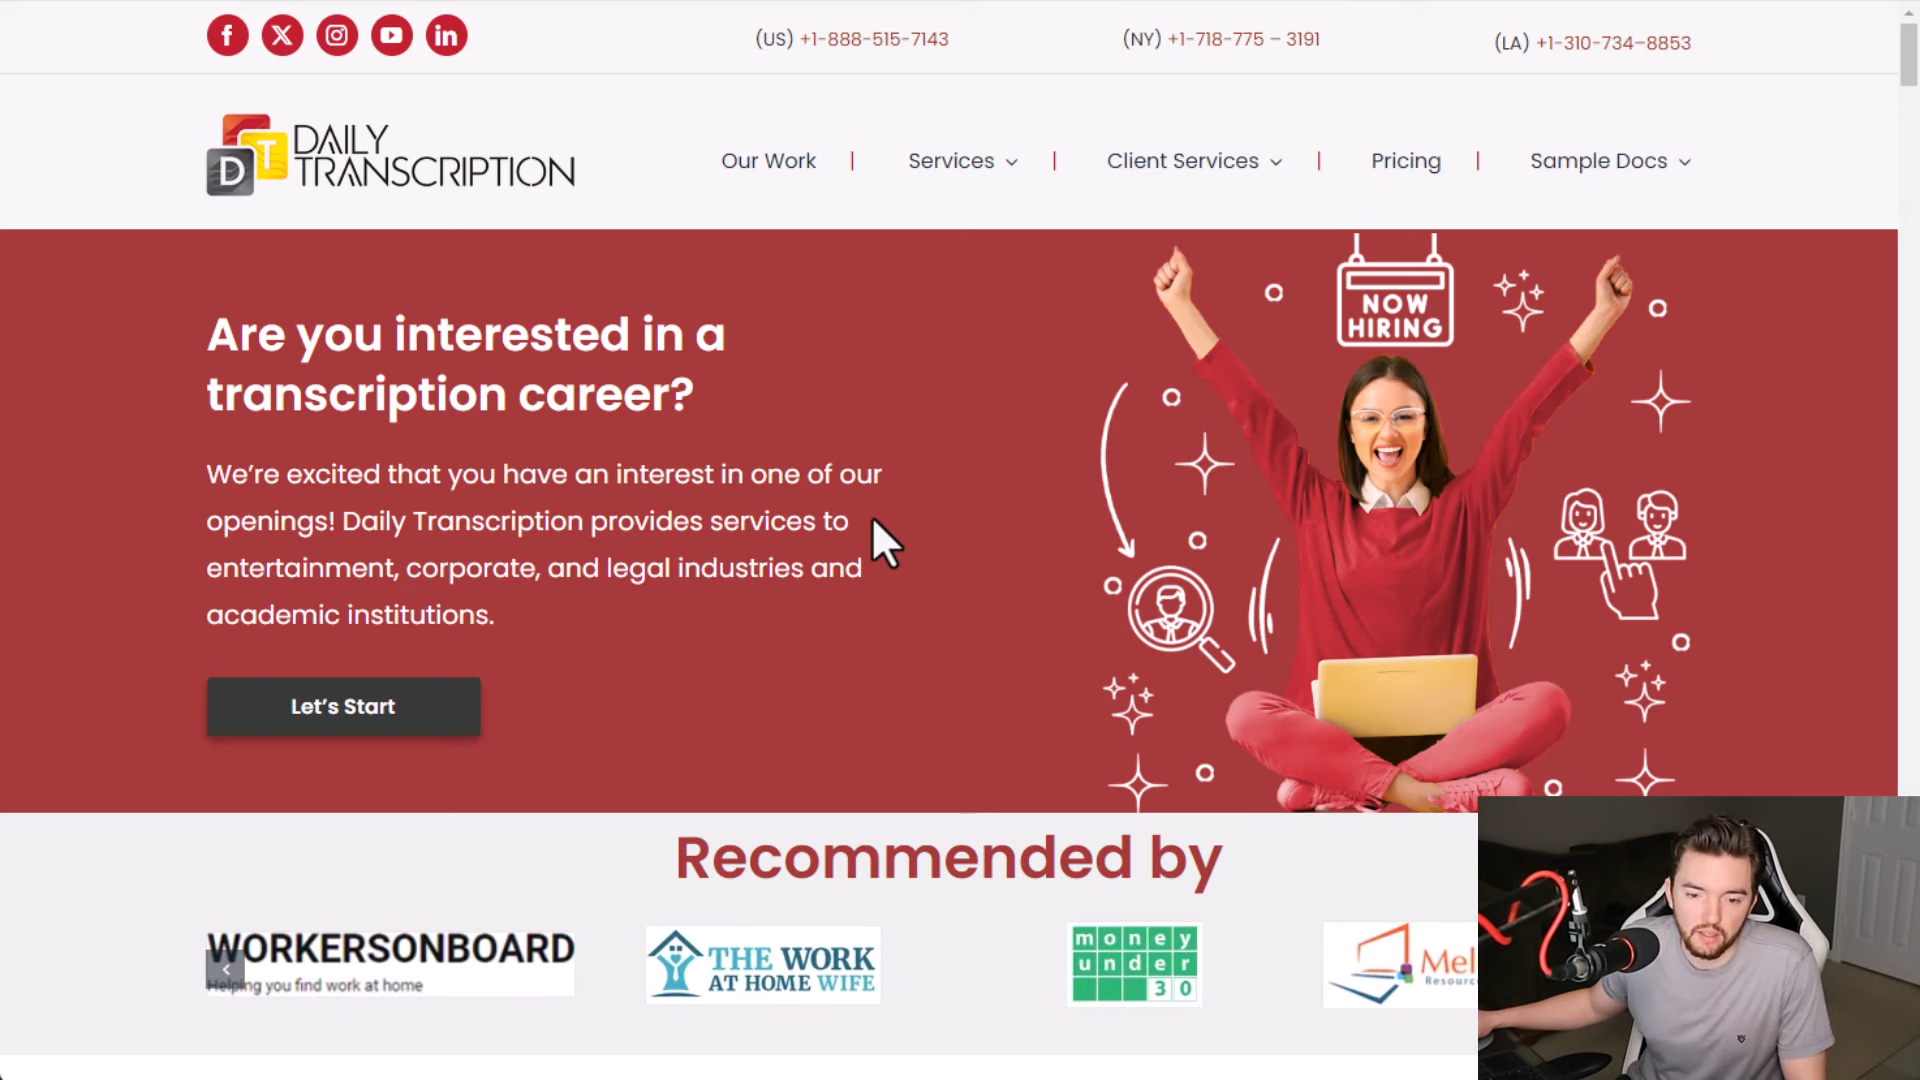 (US) +1-888-515-7143
(NY) +1-718-775 – 3191
(LA) +1-310-734–8853
D T DAILY
TRANSCRIPTION
Our Work | Services | Client Services | Pricing | Sample Docs
NOW
HIRING
Are you interested in a
transcription career?
We’re excited that you have an interest in one of our
openings! Daily Transcription provides services to
entertainment, corporate, and legal industries and
academic institutions.
Let’s Start
Recommended by
WORKERSONBOARD
Helping you find work at home
THE WORK
AT HOME WIFE
money
under
30
Mel
Resourc